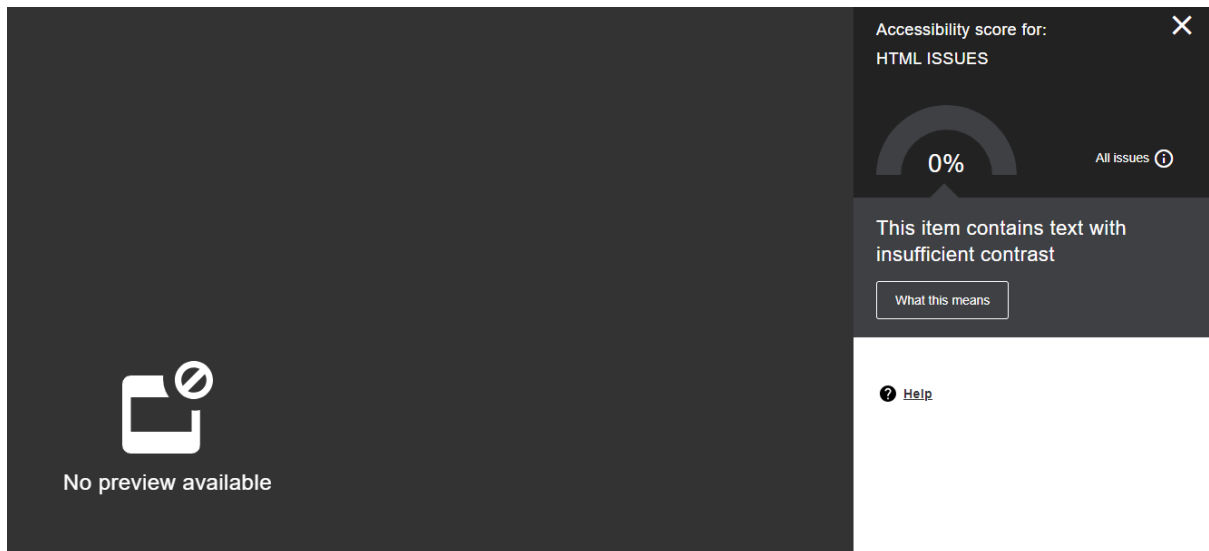 Accessibility score for:
HTML ISSUES
0%
All issues
This item contains text with
insufficient contrast
What this means
Help
No preview available